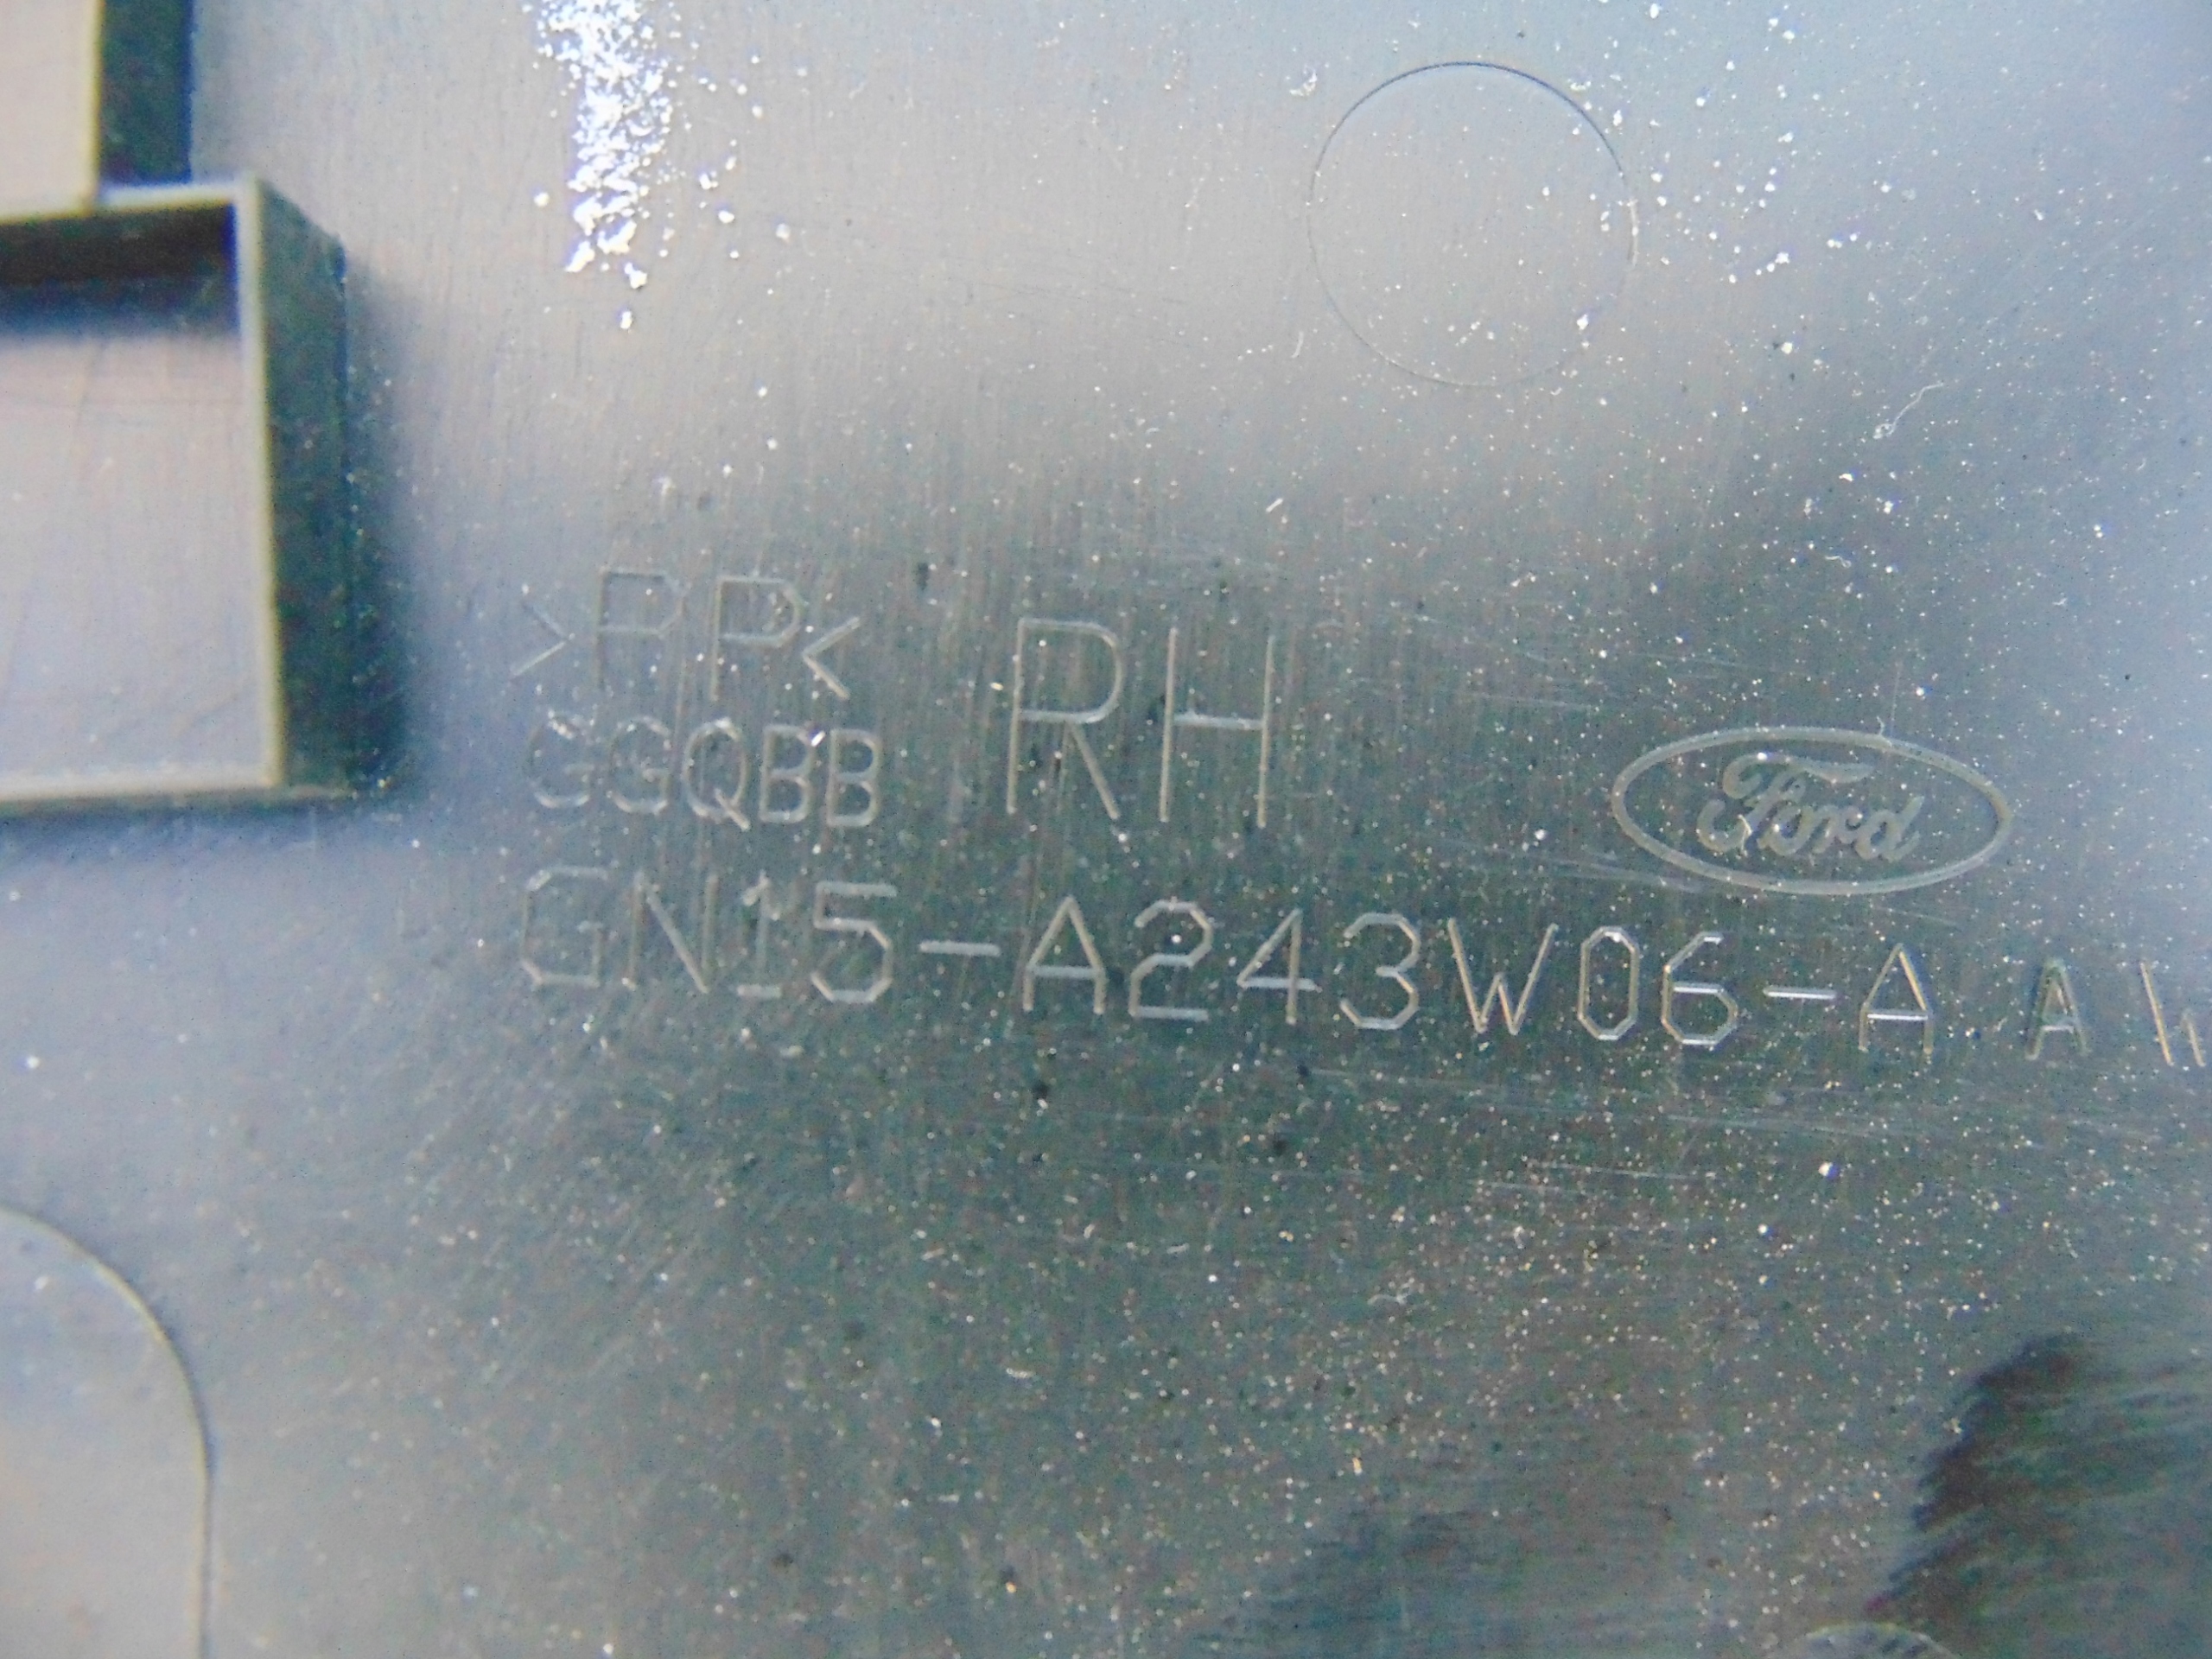 >PP< RH
GGQBB
Ford
GN15-A243W06-A A W